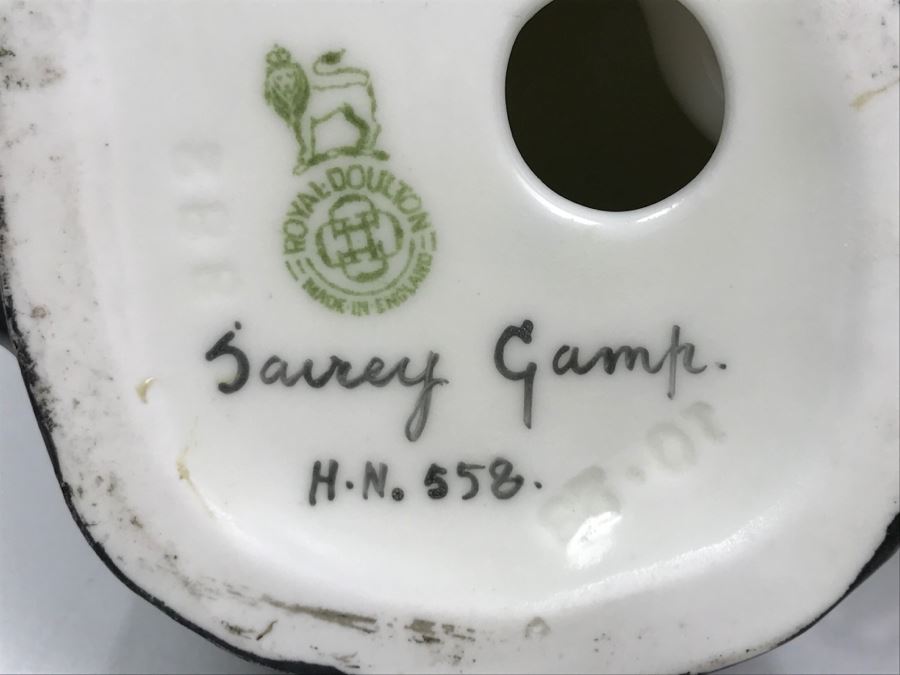 ROYAL·DOULTON
MADE·IN·ENGLAND
Sairey Gamp.
H.N. 558.